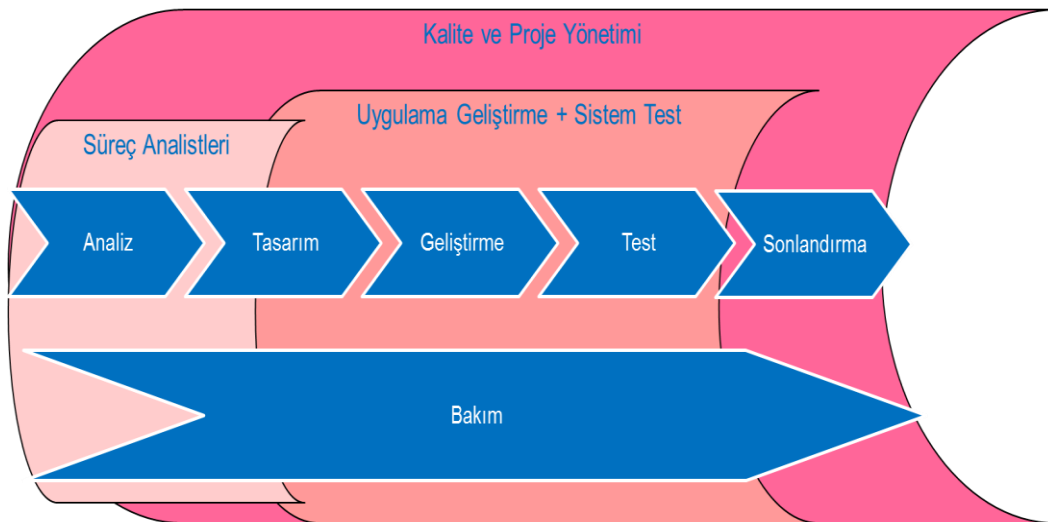 Kalite ve Proje Yönetimi
Uygulama Geliştirme + Sistem Test
Süreç Analistleri
Analiz
Tasarım
Geliştirme
Test
Sonlandırma
Bakım